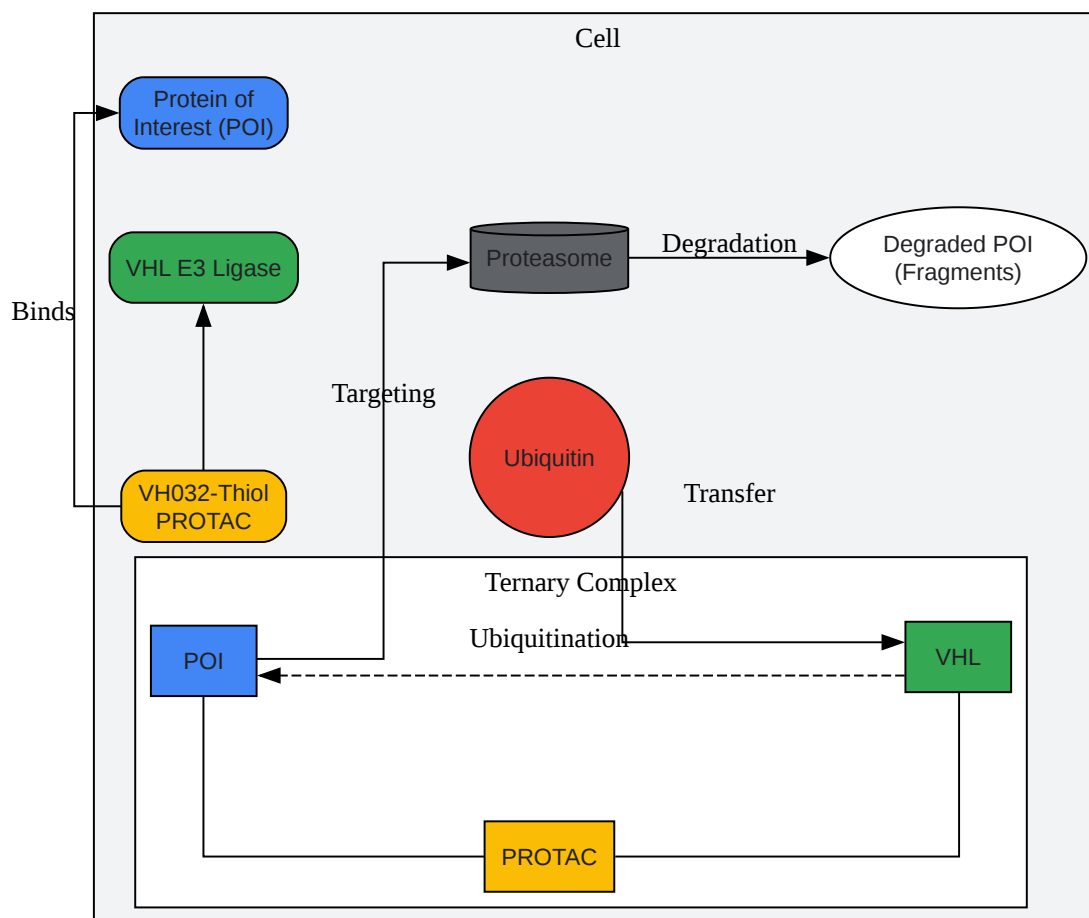 Cell
Protein of
Interest (POI)
VHL E3 Ligase
Proteasome
Degradation
Degraded POI
(Fragments)
Binds
Targeting
Ubiquitin
VH032-Thiol
PROTAC
Transfer
Ternary Complex
Ubiquitination
POI
VHL
PROTAC